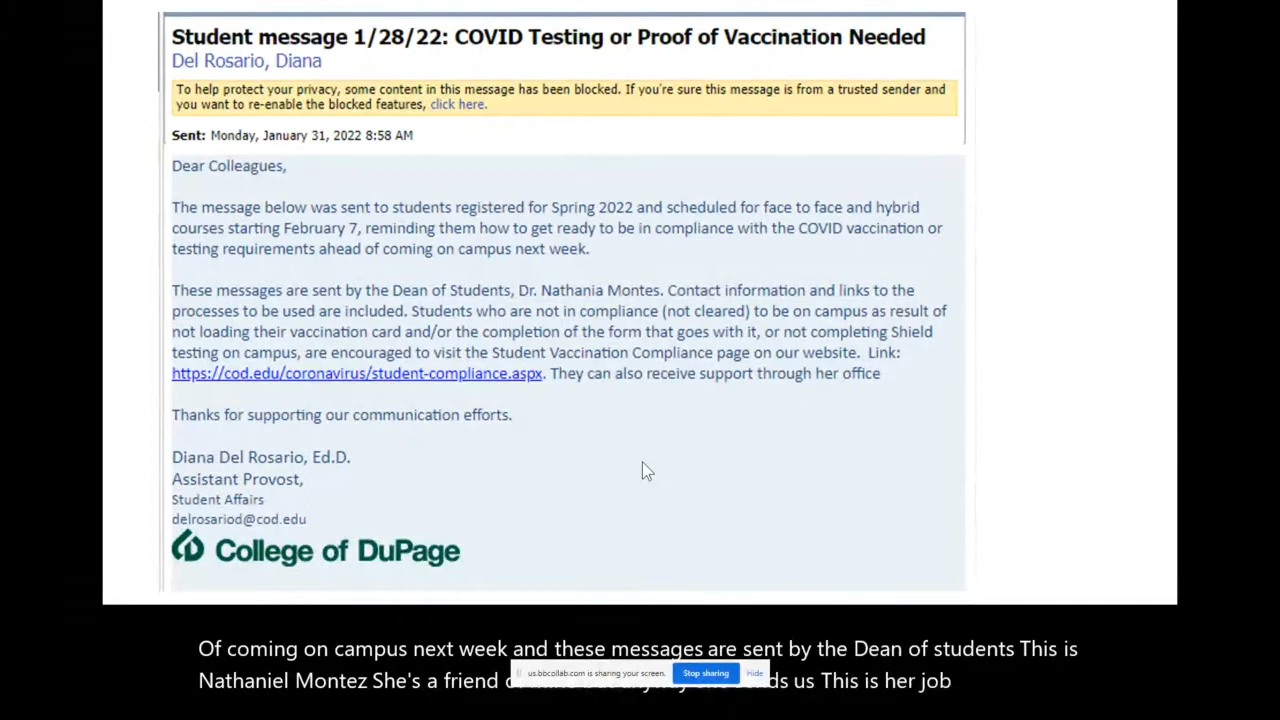 Student message 1/28/22: COVID Testing or Proof of Vaccination Needed
Del Rosario, Diana
To help protect your privacy, some content in this message has been blocked. If you're sure this message is from a trusted sender and
you want to re-enable the blocked features, click here.
Sent: Monday, January 31, 2022 8:58 AM
Dear Colleagues,
The message below was sent to students registered for Spring 2022 and scheduled for face to face and hybrid
courses starting February 7, reminding them how to get ready to be in compliance with the COVID vaccination or
testing requirements ahead of coming on campus next week.
These messages are sent by the Dean of Students, Dr. Nathania Montes. Contact information and links to the
processes to be used are included. Students who are not in compliance (not cleared) to be on campus as result of
not loading their vaccination card and/or the completion of the form that goes with it, or not completing Shield
testing on campus, are encouraged to visit the Student Vaccination Compliance page on our website. Link:
https://cod.edu/coronavirus/student-compliance.aspx. They can also receive support through her office
Thanks for supporting our communication efforts.
Diana Del Rosario, Ed.D.
Assistant Provost,
Student Affairs
delrosariod@cod.edu
College of DuPage
Of coming on campus next week and these messages are sent by the Dean of students This is
us.bbcollab.com is sharing your screen. Stop sharing Hide
Nathaniel Montez She's a friend us This is her job